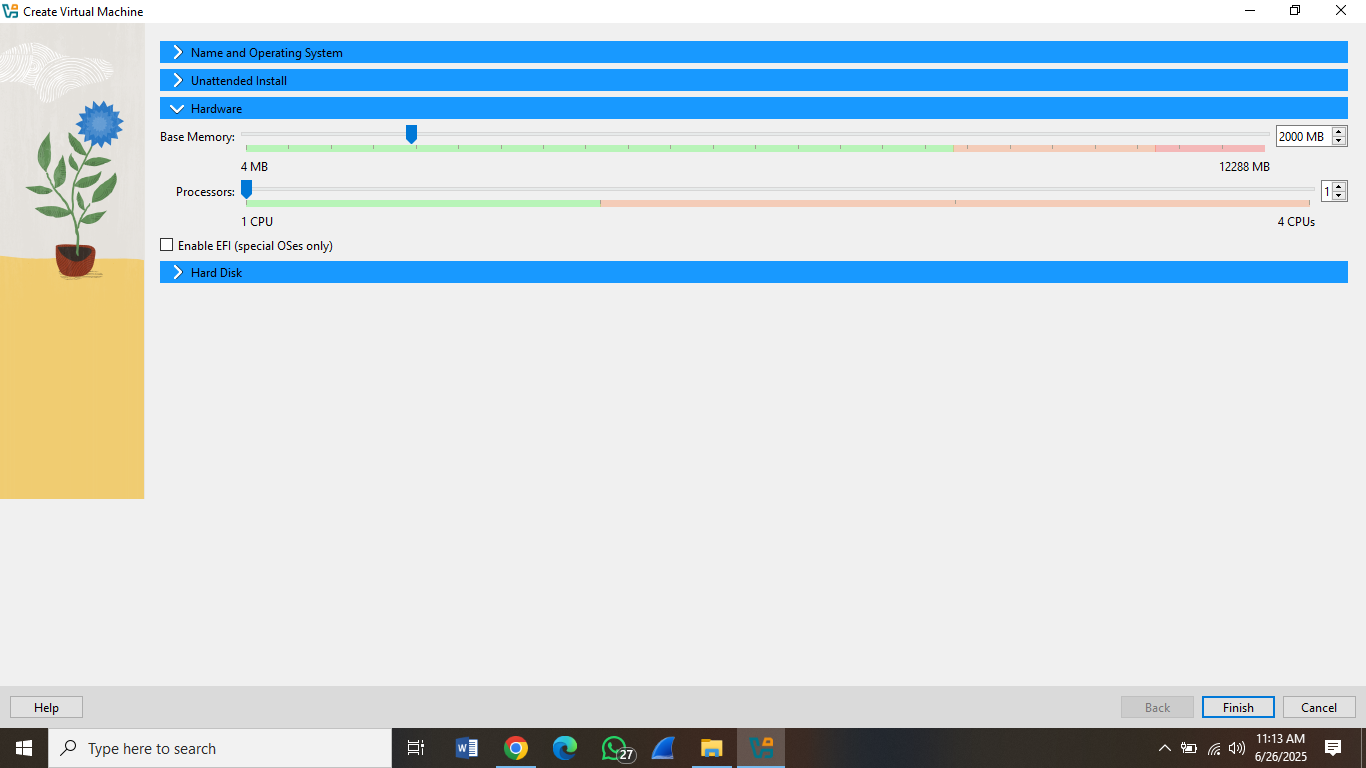 Create Virtual Machine
Name and Operating System
Unattended Install
Hardware
Base Memory: 2000 MB
4 MB 12288 MB
Processors: 1
1 CPU 4 CPUs
Enable EFI (special OSes only)
Hard Disk
Help Back Finish Cancel
Type here to search 27 11:13 AM
6/26/2025